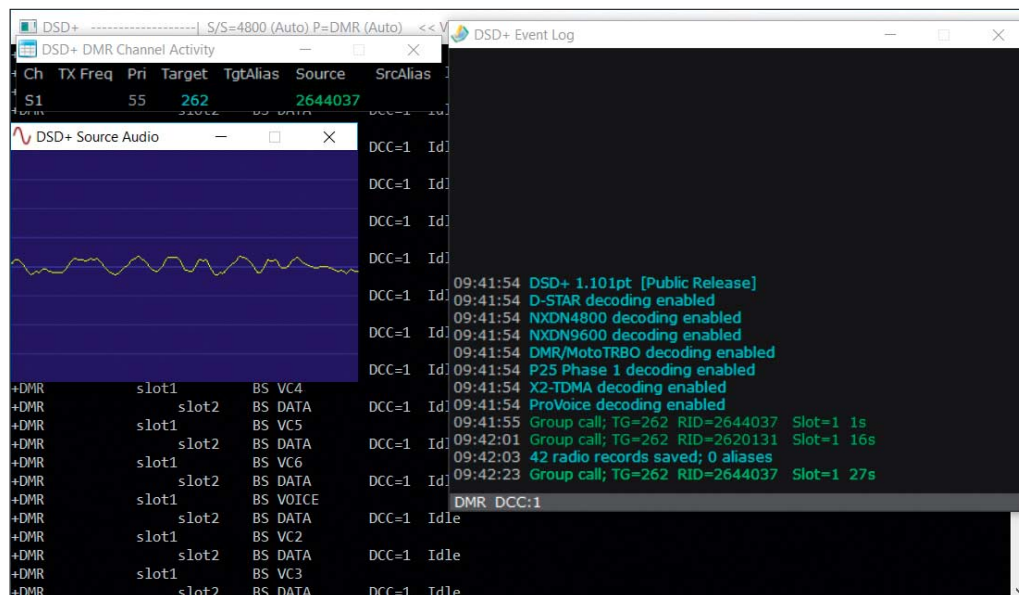 DSD+ -------------------| S/S=4800 (Auto) P=DMR (Auto) << V
DSD+ DMR Channel Activity
Ch TX Freq Pri Target TgtAlias Source SrcAlias
S1 55 262 2644037
DSD+ Source Audio
DCC=1
DCC=1
DCC=1
DCC=1
DCC=1
DCC=1
DCC=1
+DMR slot1 BS VC4
+DMR slot2 BS DATA DCC=1
+DMR slot1 BS VC5
+DMR slot2 BS DATA DCC=1
+DMR slot1 BS VC6
+DMR slot2 BS DATA DCC=1
+DMR slot1 BS VOICE
+DMR slot2 BS DATA DCC=1 Idle
+DMR slot1 BS VC2
+DMR slot2 BS DATA DCC=1 Idle
+DMR slot1 BS VC3
+DMR slot2 BS DATA DCC=1 Idle
DSD+ Event Log
09:41:54 DSD+ 1.101pt [Public Release]
09:41:54 D-STAR decoding enabled
09:41:54 NXDN4800 decoding enabled
09:41:54 NXDN9600 decoding enabled
09:41:54 DMR/MotoTRBO decoding enabled
09:41:54 P25 Phase 1 decoding enabled
09:41:54 X2-TDMA decoding enabled
09:41:54 ProVoice decoding enabled
09:41:55 Group call; TG=262 RID=2644037 Slot=1 1s
09:42:01 Group call; TG=262 RID=2620131 Slot=1 16s
09:42:03 42 radio records saved; 0 aliases
09:42:23 Group call; TG=262 RID=2644037 Slot=1 27s
DMR DCC:1